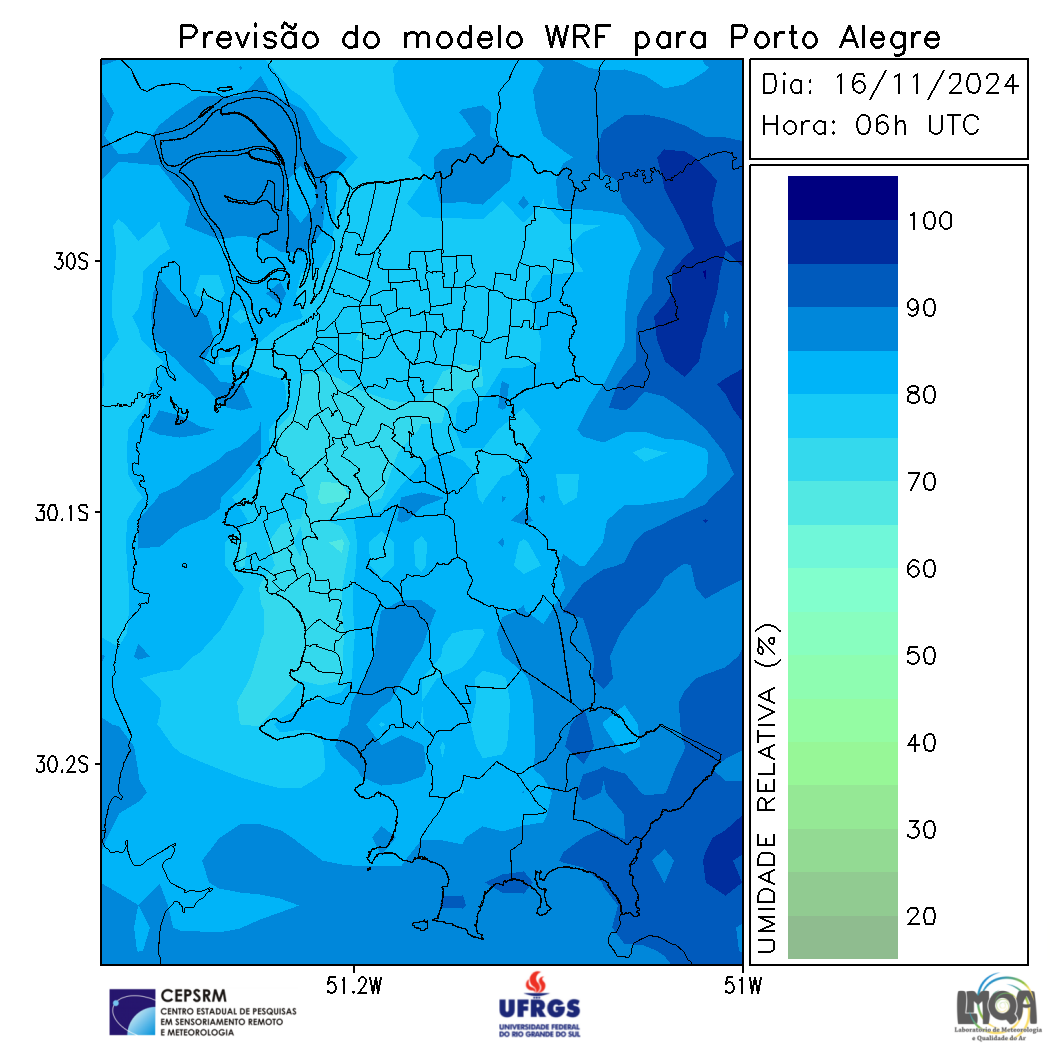 Previsão do modelo WRF para Porto Alegre
Dia: 16/11/2024
Hora: 06h UTC
30S
30.1S
30.2S
51.2W
51W
UMIDADE RELATIVA (%)
100
90
80
70
60
50
40
30
20
CEPSRM
CENTRO ESTADUAL DE PESQUISAS
EM SENSORIAMENTO REMOTO
E METEOROLOGIA
UFRGS
UNIVERSIDADE FEDERAL
DO RIO GRANDE DO SUL
LMQA
Laboratório de Meteorologia
e Qualidade do Ar